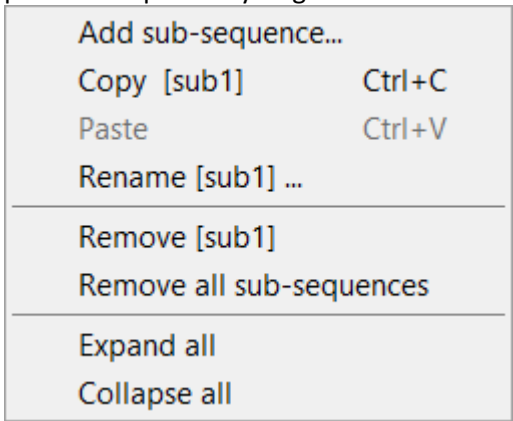 Add sub-sequence...
Copy [sub1] Ctrl+C
Paste Ctrl+V
Rename [sub1] ...
Remove [sub1]
Remove all sub-sequences
Expand all
Collapse all